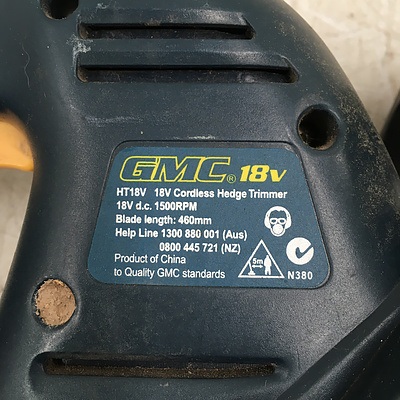 GMC® 18v
HT18V 18V Cordless Hedge Trimmer
18V d.c. 1500RPM
Blade length: 460mm
Help Line 1300 880 001 (Aus)
0800 445 721 (NZ)
Product of China
to Quality GMC standards
5m
N380